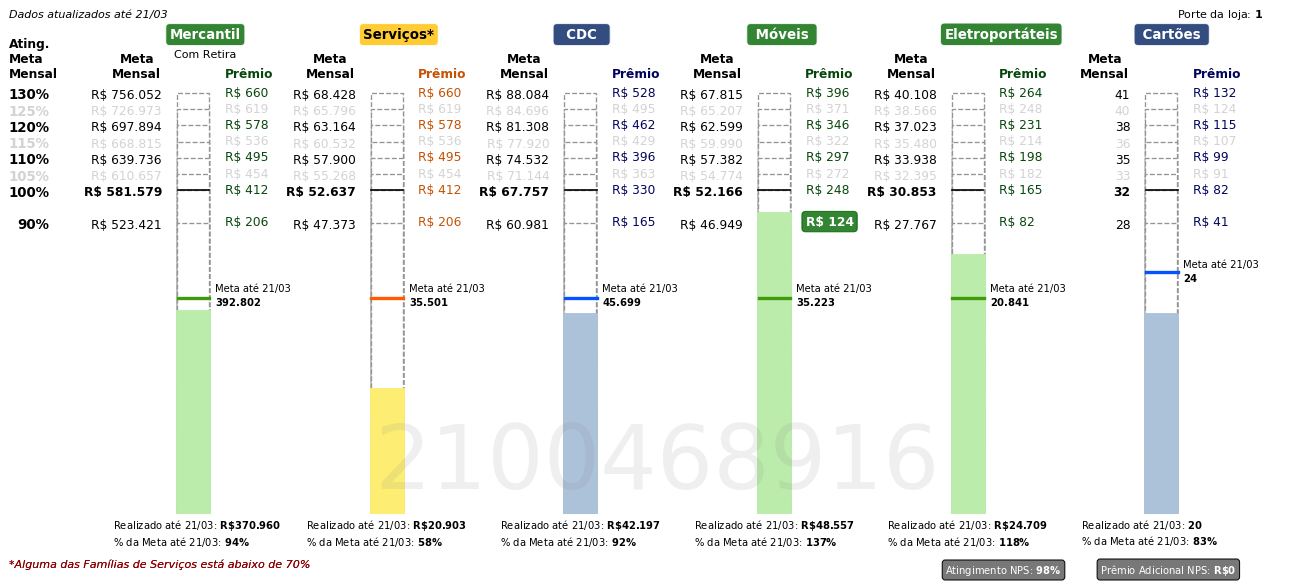 Dados atualizados até 21/03
Porte da loja: 1
Mercantil Serviços* CDC Móveis Eletroportáteis Cartões
Com Retira
Ating. Meta Mensal Meta Mensal Prêmio Meta Mensal Prêmio Meta Mensal Prêmio Meta Mensal Prêmio Meta Mensal Prêmio Meta Mensal Prêmio
130% R$ 756.052 R$ 660 R$ 68.428 R$ 660 R$ 88.084 R$ 528 R$ 67.815 R$ 396 R$ 40.108 R$ 264 41 R$ 132
125% R$ 726.973 R$ 619 R$ 65.796 R$ 619 R$ 84.696 R$ 495 R$ 65.207 R$ 371 R$ 38.566 R$ 248 40 R$ 124
120% R$ 697.894 R$ 578 R$ 63.164 R$ 578 R$ 81.308 R$ 462 R$ 62.599 R$ 346 R$ 37.023 R$ 231 38 R$ 115
115% R$ 668.815 R$ 536 R$ 60.532 R$ 536 R$ 77.920 R$ 429 R$ 59.990 R$ 322 R$ 35.480 R$ 214 36 R$ 107
110% R$ 639.736 R$ 495 R$ 57.900 R$ 495 R$ 74.532 R$ 396 R$ 57.382 R$ 297 R$ 33.938 R$ 198 35 R$ 99
105% R$ 610.657 R$ 454 R$ 55.268 R$ 454 R$ 71.144 R$ 363 R$ 54.774 R$ 272 R$ 32.395 R$ 182 33 R$ 91
100% R$ 581.579 R$ 412 R$ 52.637 R$ 412 R$ 67.757 R$ 330 R$ 52.166 R$ 248 R$ 30.853 R$ 165 32 R$ 82
90% R$ 523.421 R$ 206 R$ 47.373 R$ 206 R$ 60.981 R$ 165 R$ 46.949 R$ 124 R$ 27.767 R$ 82 28 R$ 41
Meta até 21/03 Meta até 21/03 Meta até 21/03 Meta até 21/03 Meta até 21/03 Meta até 21/03
392.802 35.501 45.699 35.223 20.841 24
2100468916
Realizado até 21/03: R$370.960 Realizado até 21/03: R$20.903 Realizado até 21/03: R$42.197 Realizado até 21/03: R$48.557 Realizado até 21/03: R$24.709 Realizado até 21/03: 20
% da Meta até 21/03: 94% % da Meta até 21/03: 58% % da Meta até 21/03: 92% % da Meta até 21/03: 137% % da Meta até 21/03: 118% % da Meta até 21/03: 83%
*Alguma das Famílias de Serviços está abaixo de 70%
Atingimento NPS: 98% Prêmio Adicional NPS: R$0